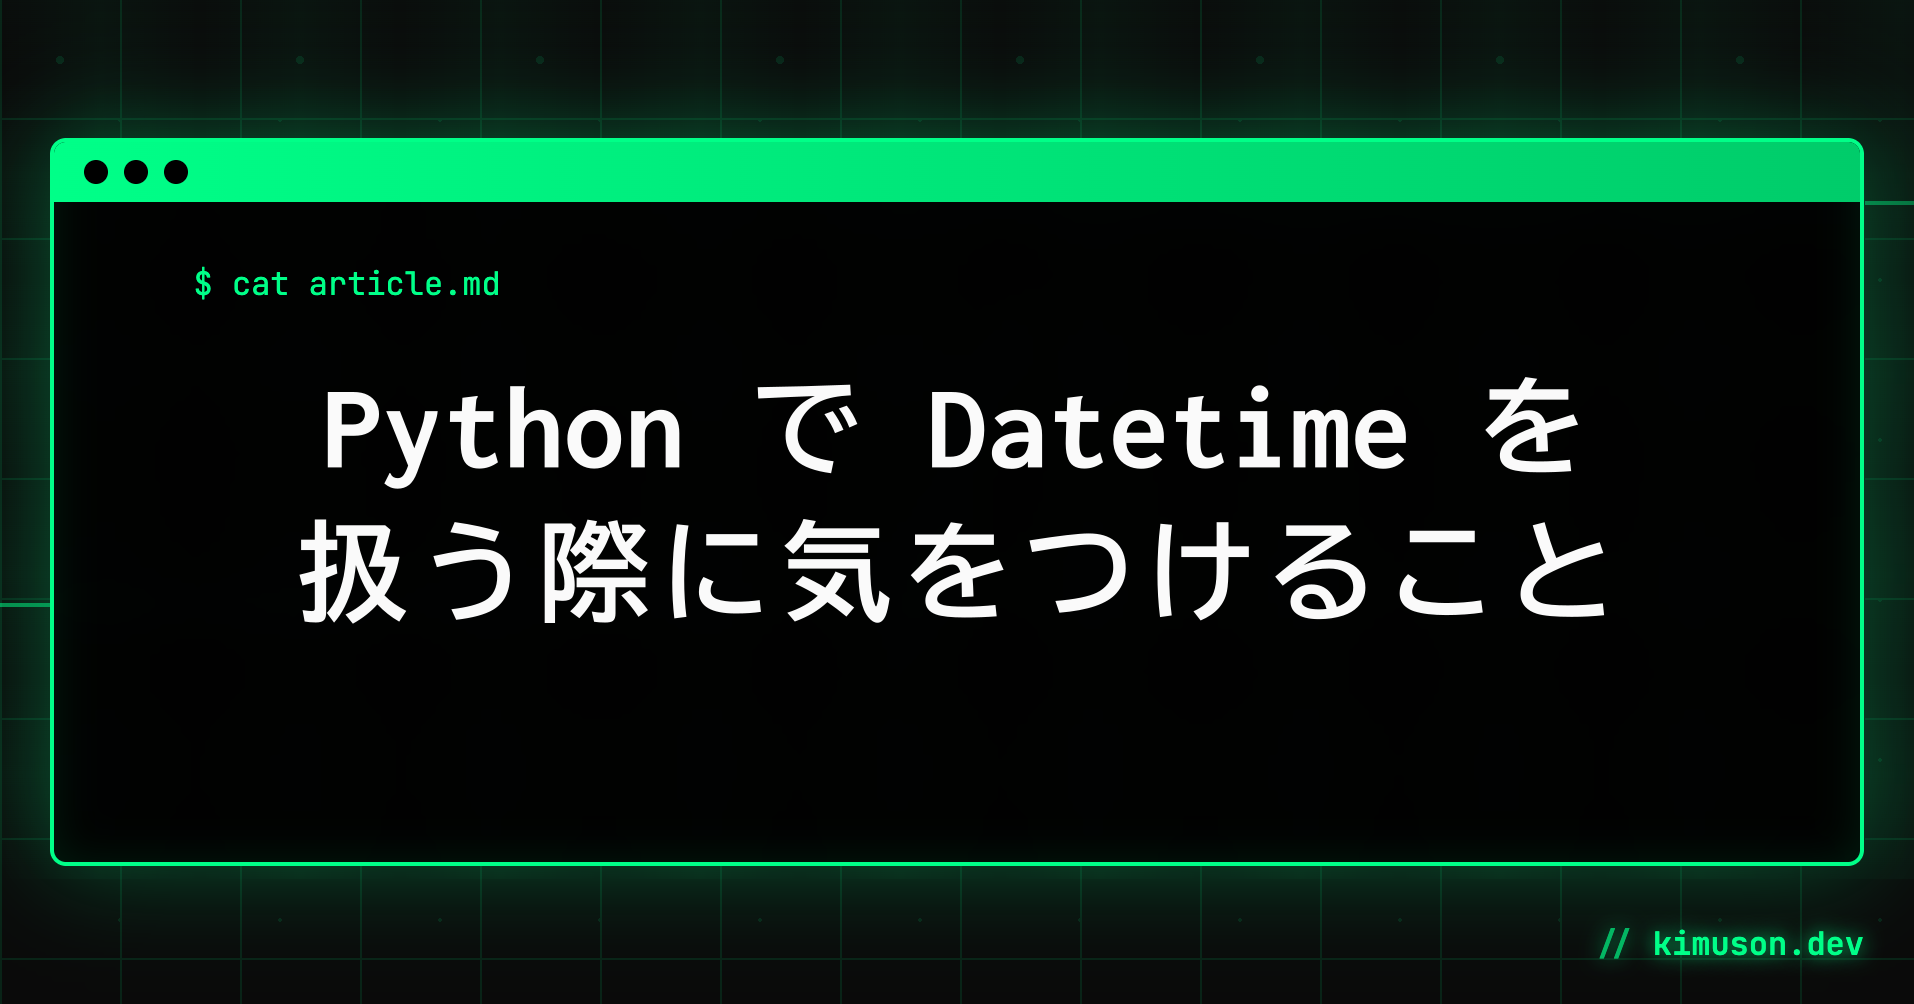 $ cat article.md
Python で Datetime を
扱う際に気をつけること
// kimuson.dev